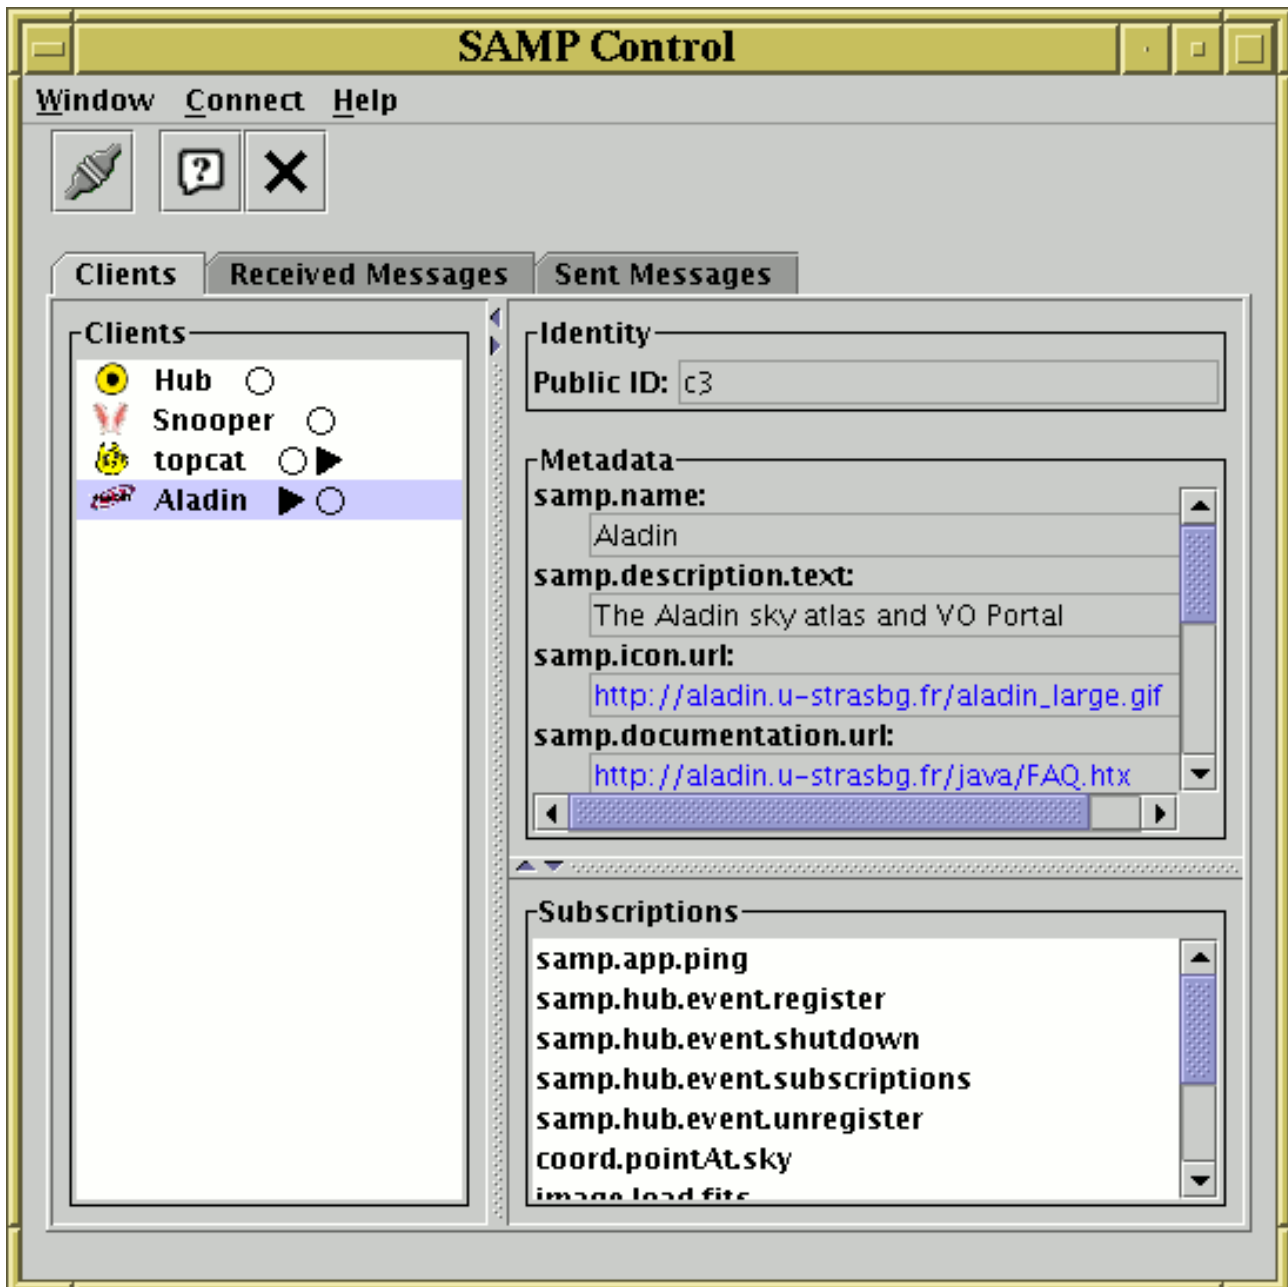 SAMP Control
Window Connect Help
?
Clients Received Messages Sent Messages
Clients
Hub
Snooper
topcat
Aladin
Identity
Public ID: c3
Metadata
samp.name:
Aladin
samp.description.text:
The Aladin sky atlas and VO Portal
samp.icon.url:
http://aladin.u-strasbg.fr/aladin_large.gif
samp.documentation.url:
http://aladin.u-strasbg.fr/java/FAQ.htx
Subscriptions
samp.app.ping
samp.hub.event.register
samp.hub.event.shutdown
samp.hub.event.subscriptions
samp.hub.event.unregister
coord.pointAt.sky
image.load.fits